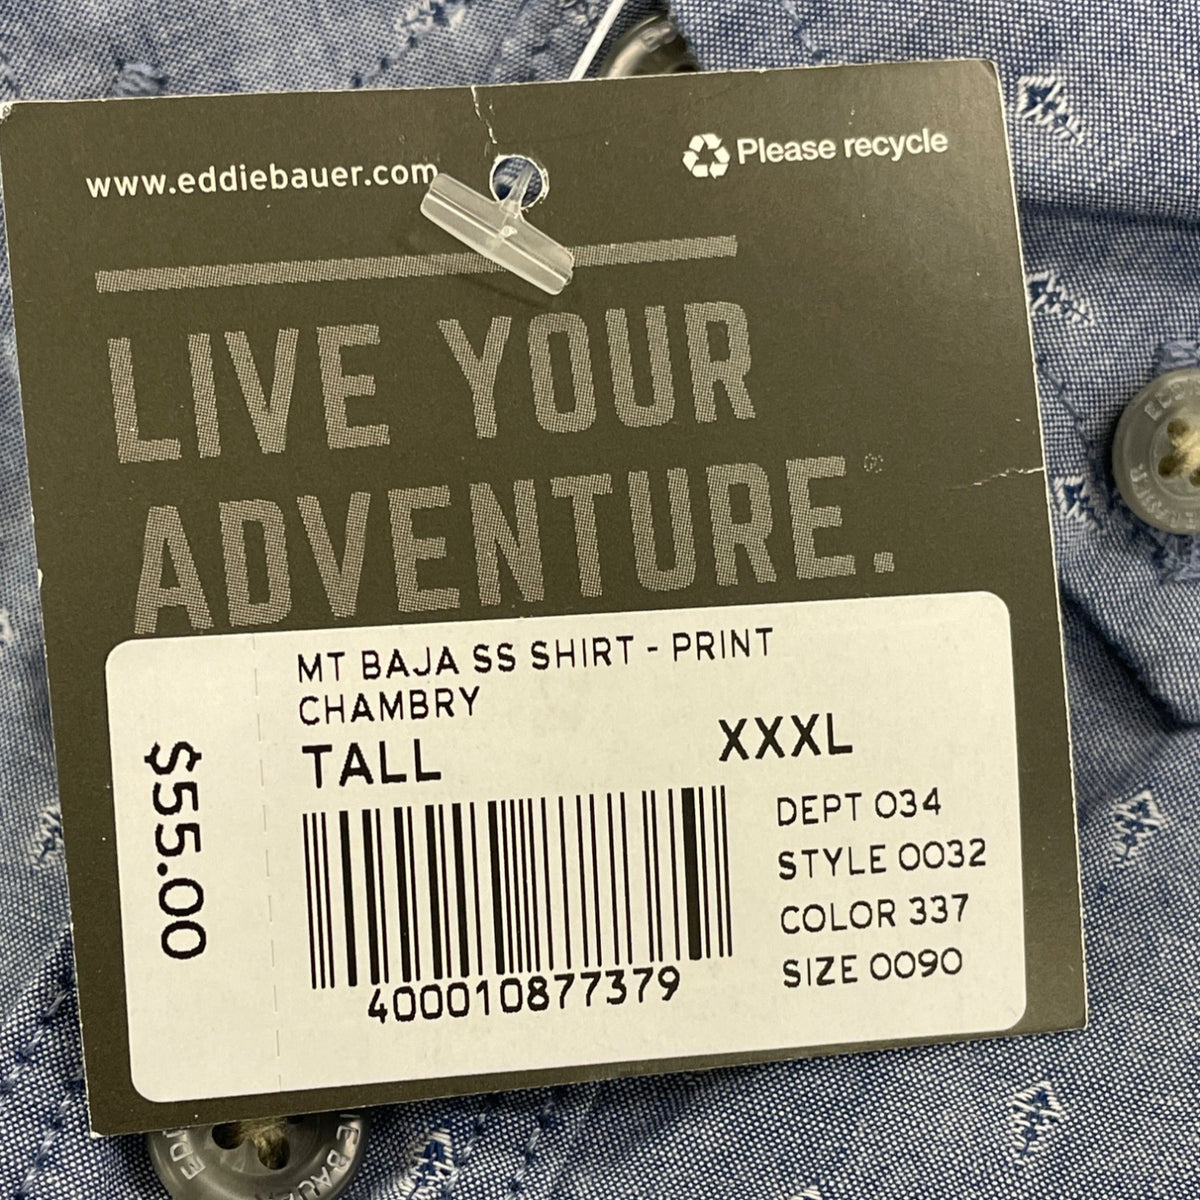 www.eddiebauer.com
Please recycle
LIVE YOUR
ADVENTURE.
MT BAJA SS SHIRT - PRINT
CHAMBRY
TALL XXXL
$55.00
DEPT 034
STYLE 0032
COLOR 337
SIZE 0090
400010877379
BAUER